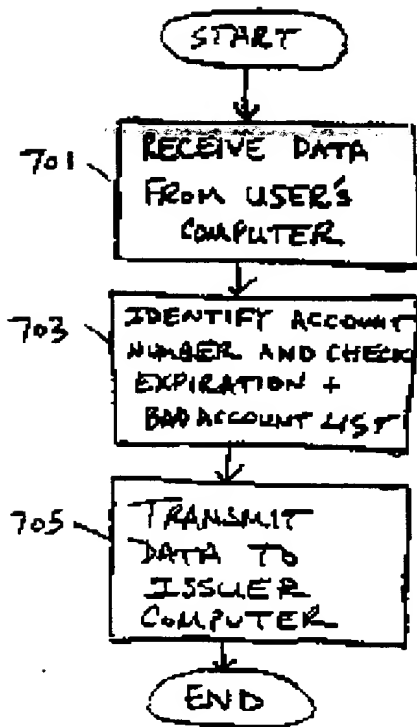 START
701
RECEIVE DATA
FROM USER'S
COMPUTER
703
IDENTIFY ACCOUNT
NUMBER AND CHECK
EXPIRATION +
BAD ACCOUNT LIST
705
TRANSMIT
DATA TO
ISSUER
COMPUTER
END